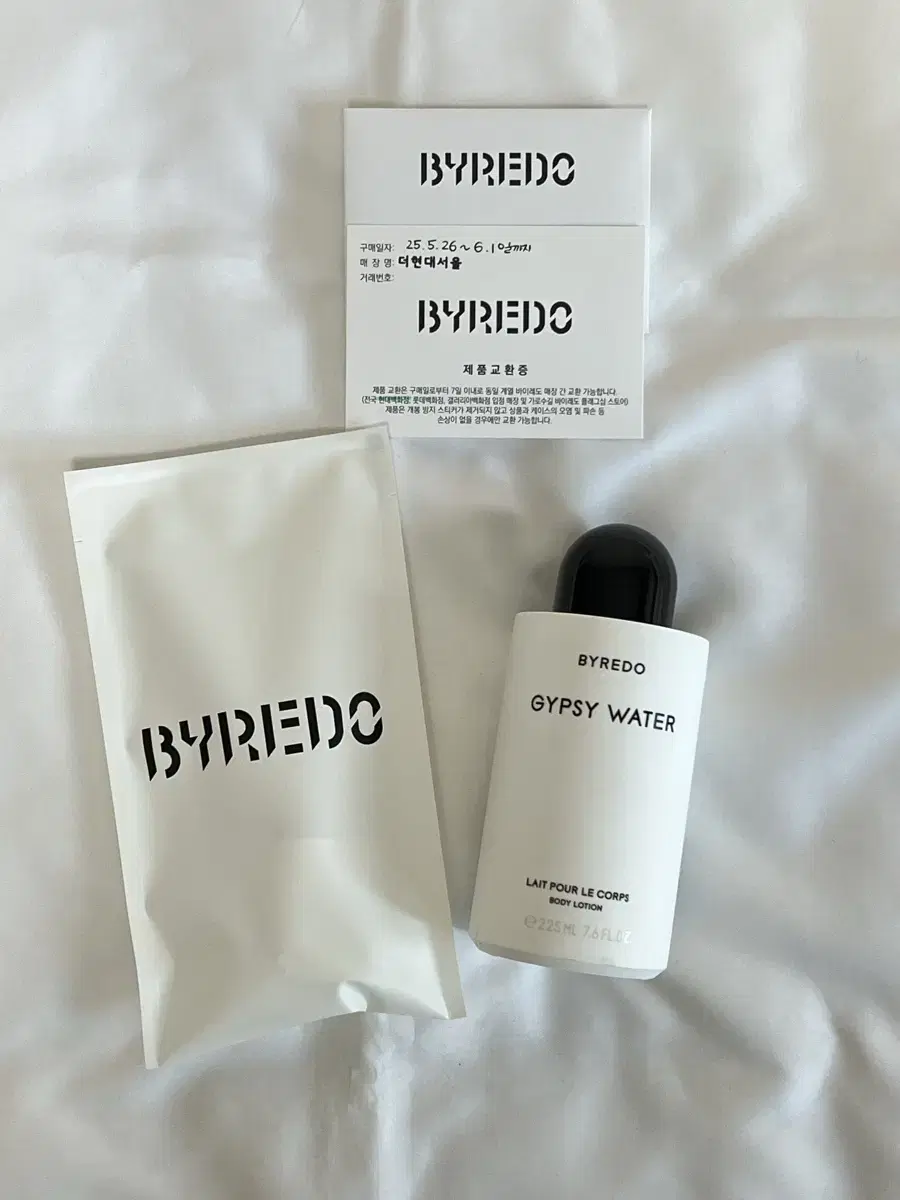 BYREDO
구매일자: 25.5.26~6.1일까지
매 장 명: 더현대서울
거래번호:
BYREDO
제품교환증
제품 교환은 구매일로부터 7일 이내로 동일 계열 바이레도 매장 간 교환 가능합니다.
(전국 현대백화점, 롯데백화점, 갤러리아백화점 입점 매장 및 가로수길 바이레도 플래그십 스토어)
제품은 개봉 방지 스티커가 제거되지 않고 상품과 케이스의 오염 및 파손 등
손상이 없을 경우에만 교환 가능합니다.
BYREDO
BYREDO
GYPSY WATER
LAIT POUR LE CORPS
BODY LOTION
℮225 ML 7.6 FL.OZ